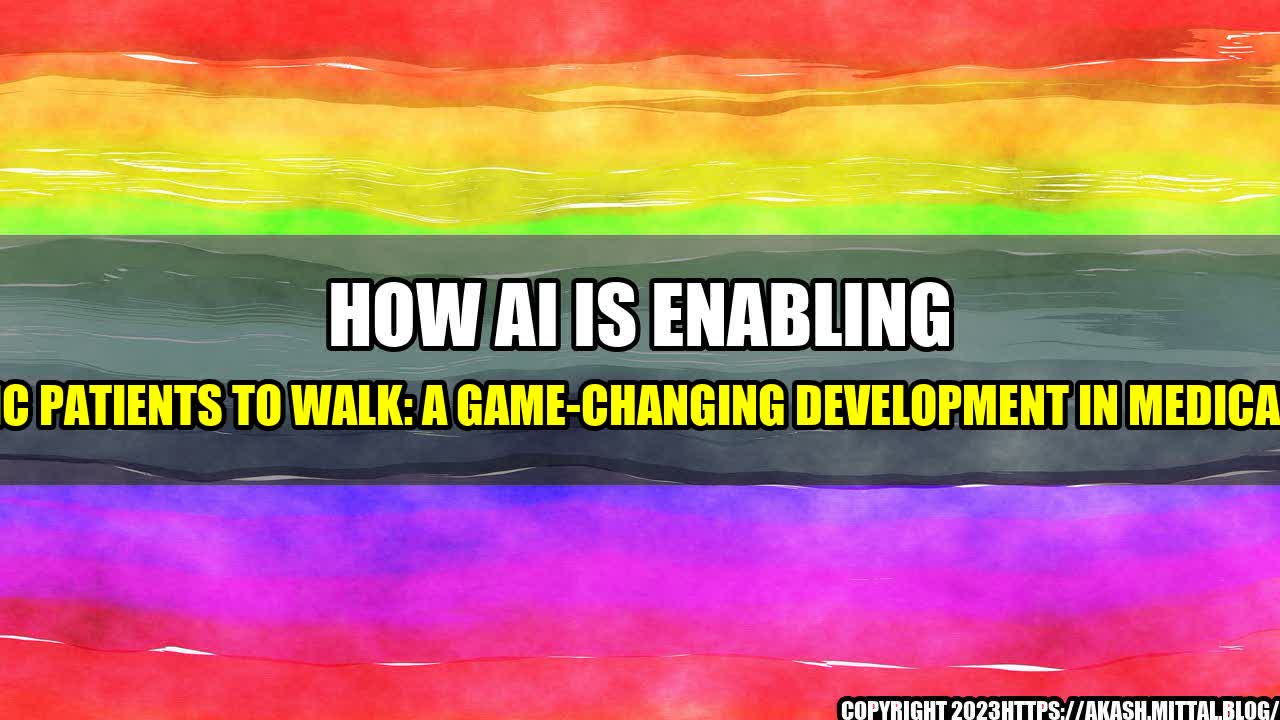 HOW AI IS ENABLING
C PATIENTS TO WALK: A GAME-CHANGING DEVELOPMENT IN MEDICA
COPYRIGHT 2023HTTPS://AKASH.MITTAL.BLOG/